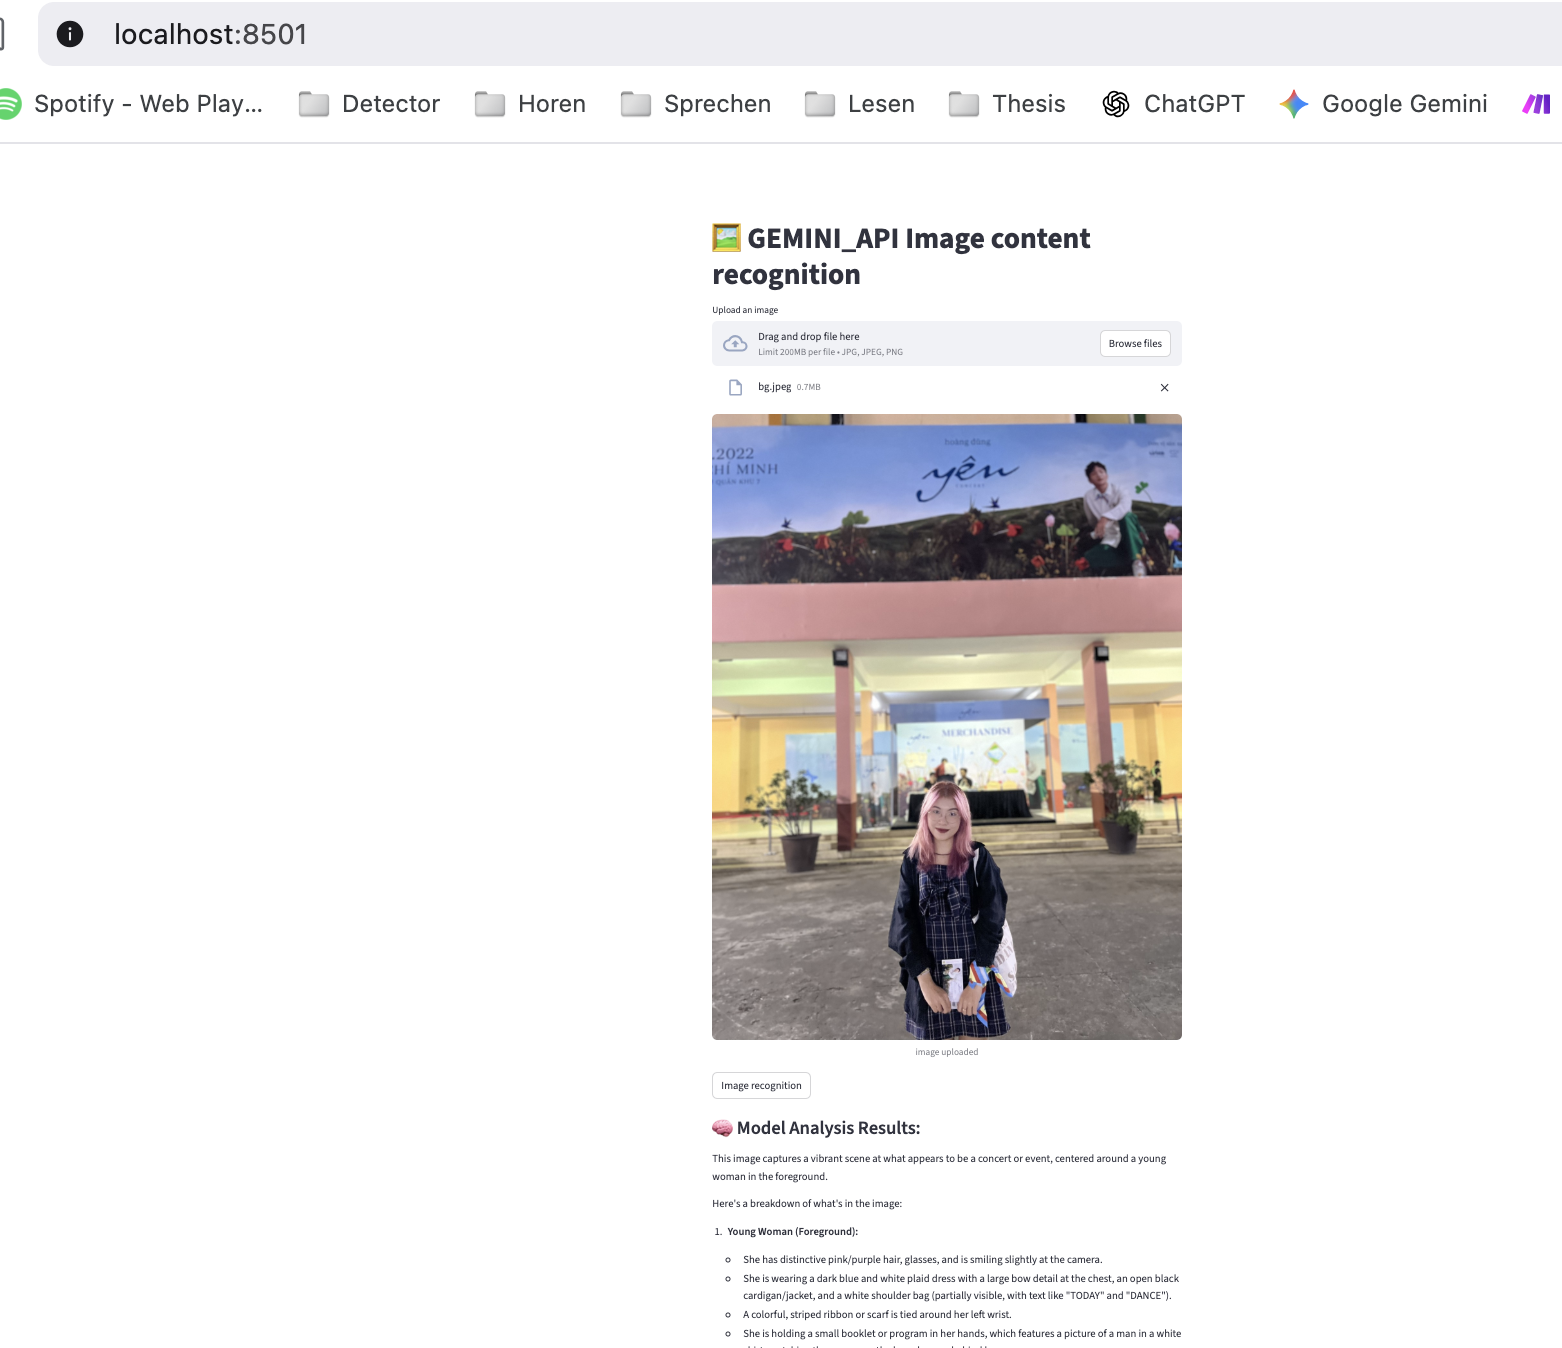 localhost:8501
Spotify - Web Play...
Detector
Horen
Sprechen
Lesen
Thesis
ChatGPT
Google Gemini
GEMINI_API Image content
recognition
Upload an image
Drag and drop file here
Limit 200MB per file • JPG, JPEG, PNG
Browse files
bg.jpeg 0.7MB
.2022
HÍ MINH
QUÂN KHU 7
hoàng dũng
yên
CONCERT
yên
MERCHANDISE
image uploaded
Image recognition
Model Analysis Results:
This image captures a vibrant scene at what appears to be a concert or event, centered around a young
woman in the foreground.
Here's a breakdown of what's in the image:
1. Young Woman (Foreground):
She has distinctive pink/purple hair, glasses, and is smiling slightly at the camera.
She is wearing a dark blue and white plaid dress with a large bow detail at the chest, an open black
cardigan/jacket, and a white shoulder bag (partially visible, with text like "TODAY" and "DANCE").
A colorful, striped ribbon or scarf is tied around her left wrist.
She is holding a small booklet or program in her hands, which features a picture of a man in a white